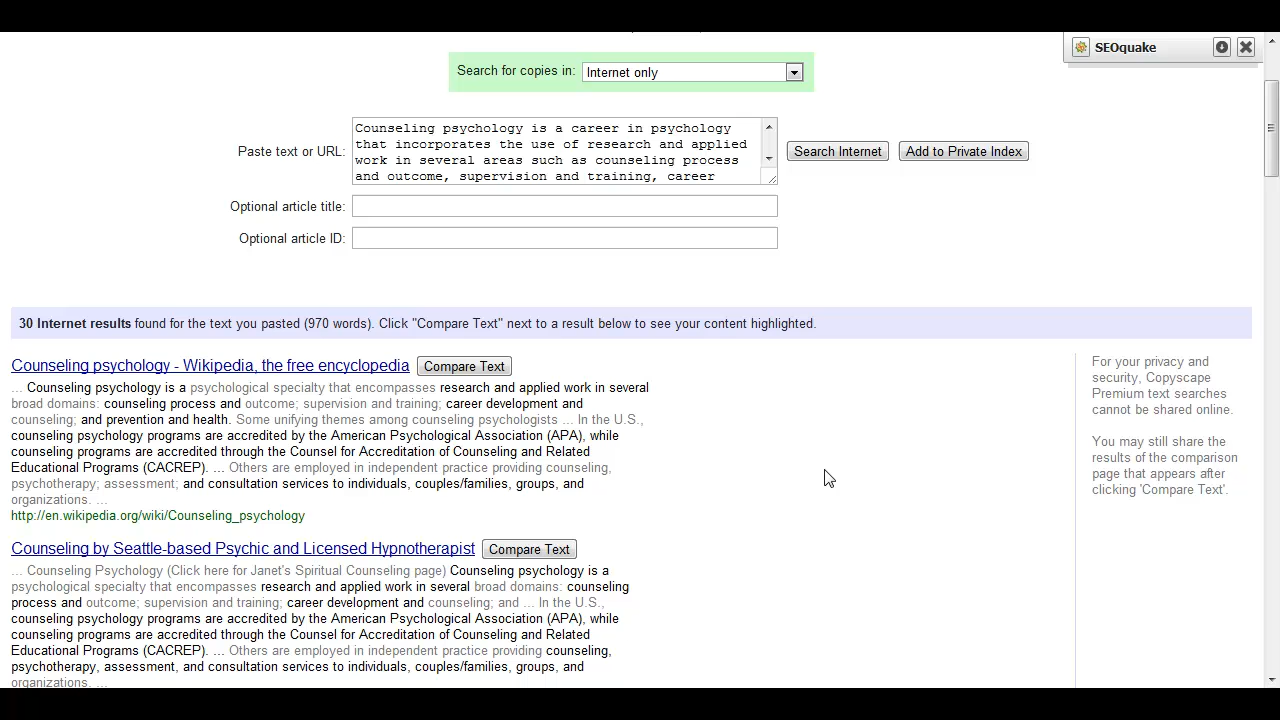 SEOquake
Search for copies in: Internet only
Paste text or URL:
Counseling psychology is a career in psychology
that incorporates the use of research and applied
work in several areas such as counseling process
and outcome, supervision and training, career
Search Internet
Add to Private Index
Optional article title:
Optional article ID:
30 Internet results found for the text you pasted (970 words). Click "Compare Text" next to a result below to see your content highlighted.
Counseling psychology - Wikipedia, the free encyclopedia Compare Text
... Counseling psychology is a psychological specialty that encompasses research and applied work in several
broad domains: counseling process and outcome; supervision and training; career development and
counseling; and prevention and health. Some unifying themes among counseling psychologists ... In the U.S.,
counseling psychology programs are accredited by the American Psychological Association (APA), while
counseling programs are accredited through the Counsel for Accreditation of Counseling and Related
Educational Programs (CACREP). ... Others are employed in independent practice providing counseling,
psychotherapy; assessment; and consultation services to individuals, couples/families, groups, and
organizations. ...
http://en.wikipedia.org/wiki/Counseling_psychology
Counseling by Seattle-based Psychic and Licensed Hypnotherapist Compare Text
... Counseling Psychology (Click here for Janet's Spiritual Counseling page) Counseling psychology is a
psychological specialty that encompasses research and applied work in several broad domains: counseling
process and outcome; supervision and training; career development and counseling; and ... In the U.S.,
counseling psychology programs are accredited by the American Psychological Association (APA), while
counseling programs are accredited through the Counsel for Accreditation of Counseling and Related
Educational Programs (CACREP). ... Others are employed in independent practice providing counseling,
psychotherapy, assessment, and consultation services to individuals, couples/families, groups, and
organizations. ...
For your privacy and
security, Copyscape
Premium text searches
cannot be shared online.
You may still share the
results of the comparison
page that appears after
clicking 'Compare Text'.